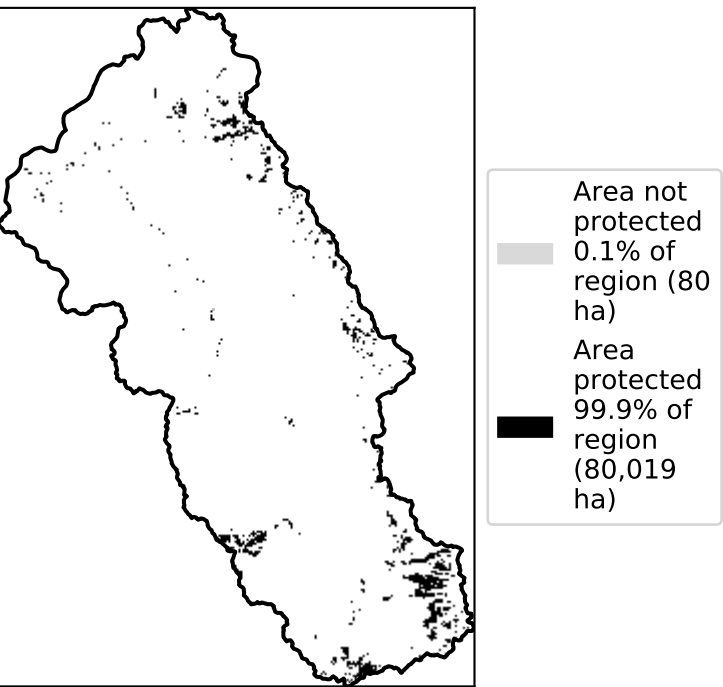 Area not
protected
0.1% of
region (80
ha)
Area
protected
99.9% of
region
(80,019
ha)